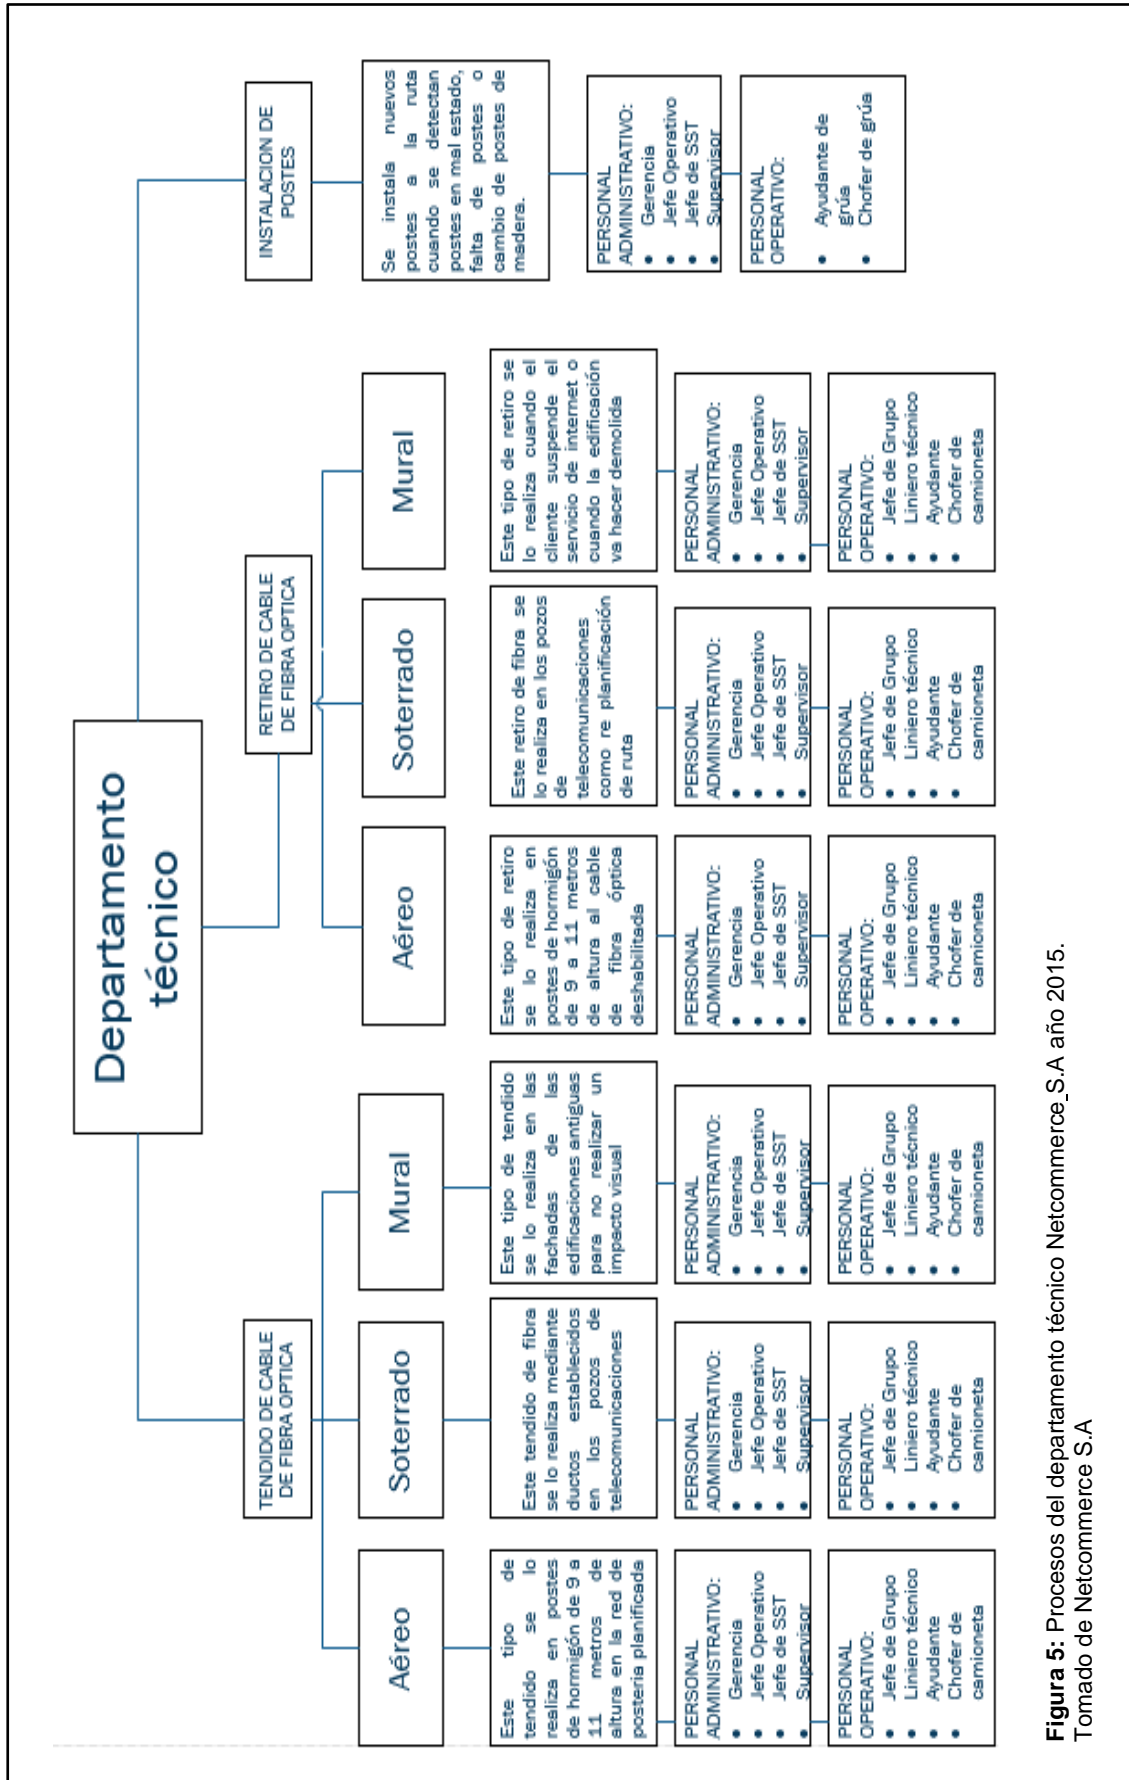 Departamento
técnico
TENDIDO DE CABLE
DE FIBRA OPTICA
Aéreo
Este tipo de
tendido se lo
realiza en postes
de hormigón de 9 a
11 metros de
altura en la red de
posteria planificada
PERSONAL
ADMINISTRATIVO:
• Gerencia
• Jefe Operativo
• Jefe de SST
• Supervisor
PERSONAL
OPERATIVO:
• Jefe de Grupo
• Liniero técnico
• Ayudante
• Chofer de
camioneta
Soterrado
Este tendido de fibra
se lo realiza mediante
ductos establecidos
en los pozos de
telecomunicaciones
PERSONAL
ADMINISTRATIVO:
• Gerencia
• Jefe Operativo
• Jefe de SST
• Supervisor
PERSONAL
OPERATIVO:
• Jefe de Grupo
• Liniero técnico
• Ayudante
• Chofer de
camioneta
Mural
Este tipo de tendido
se lo realiza en las
fachadas de las
edificaciones antiguas
para no realizar un
impacto visual
PERSONAL
ADMINISTRATIVO:
• Gerencia
• Jefe Operativo
• Jefe de SST
• Supervisor
PERSONAL
OPERATIVO:
• Jefe de Grupo
• Liniero técnico
• Ayudante
• Chofer de
camioneta
RETIRO DE CABLE
DE FIBRA OPTICA
Aéreo
Este tipo de retiro
se lo realiza en
postes de hormigón
de 9 a 11 metros
de altura al cable
de fibra óptica
deshabilitada
PERSONAL
ADMINISTRATIVO:
• Gerencia
• Jefe Operativo
• Jefe de SST
• Supervisor
PERSONAL
OPERATIVO:
• Jefe de Grupo
• Liniero técnico
• Ayudante
• Chofer de
camioneta
Soterrado
Este retiro de fibra se
lo realiza en los pozos
de
telecomunicaciones
como re planificación
de ruta
PERSONAL
ADMINISTRATIVO:
• Gerencia
• Jefe Operativo
• Jefe de SST
• Supervisor
PERSONAL
OPERATIVO:
• Jefe de Grupo
• Liniero técnico
• Ayudante
• Chofer de
camioneta
Mural
Este tipo de retiro se
lo realiza cuando el
cliente suspende el
servicio de internet o
cuando la edificación
va hacer demolida
PERSONAL
ADMINISTRATIVO:
• Gerencia
• Jefe Operativo
• Jefe de SST
• Supervisor
PERSONAL
OPERATIVO:
• Jefe de Grupo
• Liniero técnico
• Ayudante
• Chofer de
camioneta
INSTALACION DE
POSTES
Se instala nuevos
postes a la ruta
cuando se detectan
postes en mal estado,
falta de postes o
cambio de postes de
madera.
PERSONAL
ADMINISTRATIVO:
• Gerencia
• Jefe Operativo
• Jefe de SST
• Supervisor
PERSONAL
OPERATIVO:
• Ayudante de
grúa
• Chofer de grúa
Figura 5: Procesos del departamento técnico Netcommerce_S.A año 2015.
Tomado de Netcommerce S.A